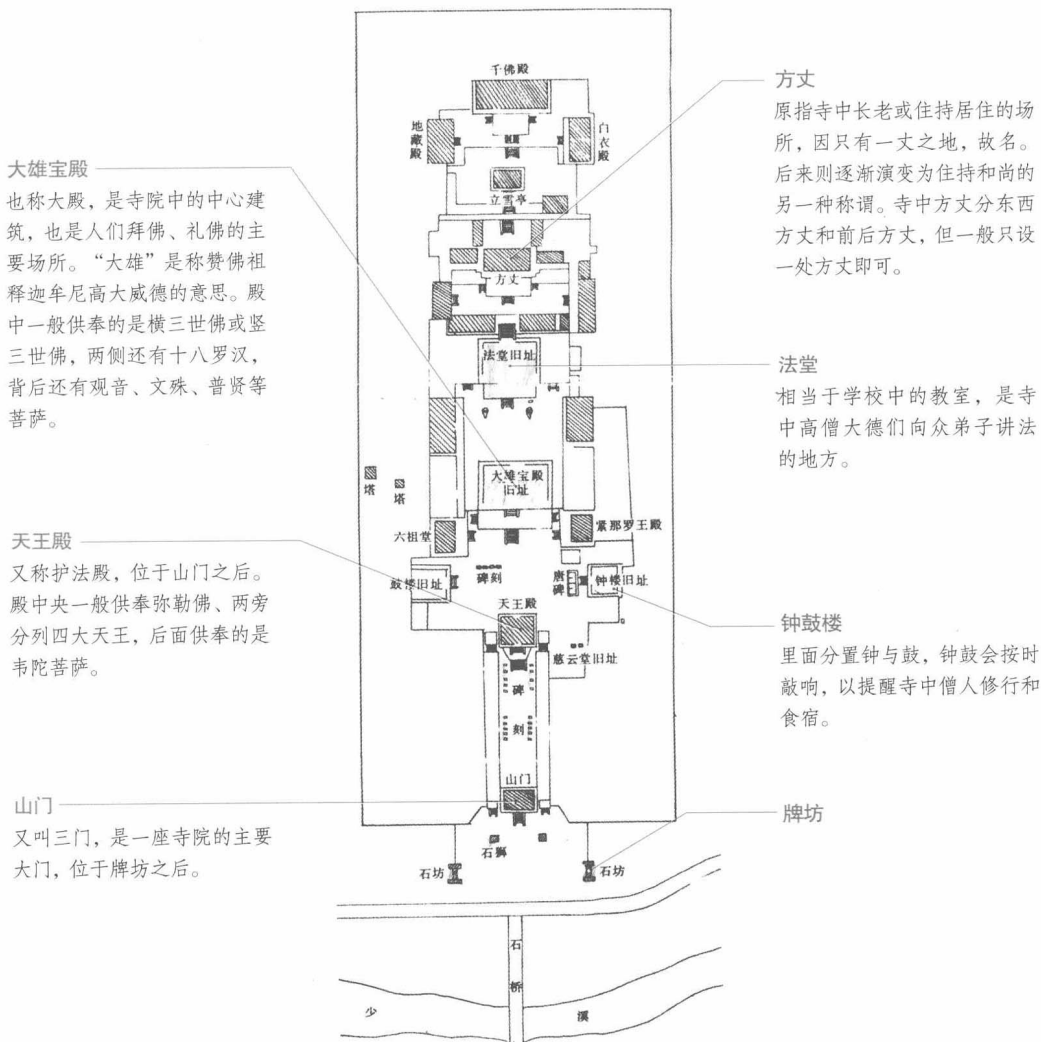 大雄宝殿
也称大殿，是寺院中的中心建
筑，也是人们拜佛、礼佛的主
要场所。“大雄”是称赞佛祖
释迦牟尼高大威德的意思。殿
中一般供奉的是横三世佛或竖
三世佛，两侧还有十八罗汉，
背后还有观音、文殊、普贤等
菩萨。
天王殿
又称护法殿，位于山门之后。
殿中央一般供奉弥勒佛、两旁
分列四大天王，后面供奉的是
韦陀菩萨。
山门
又叫三门，是一座寺院的主要
大门，位于牌坊之后。
千佛殿
地藏殿
白衣殿
立雪亭
方丈
法堂旧址
大雄宝殿
旧址
塔
塔
六祖堂
紧那罗王殿
鼓楼旧址
碑刻
唐碑
钟楼旧址
天王殿
慈云堂旧址
碑
刻
山门
石狮
石坊
石坊
石
桥
少
溪
方丈
原指寺中长老或住持居住的场
所，因只有一丈之地，故名。
后来则逐渐演变为住持和尚的
另一种称谓。寺中方丈分东西
方丈和前后方丈，但一般只设
一处方丈即可。
法堂
相当于学校中的教室，是寺
中高僧大德们向众弟子讲法
的地方。
钟鼓楼
里面分置钟与鼓，钟鼓会按时
敲响，以提醒寺中僧人修行和
食宿。
牌坊